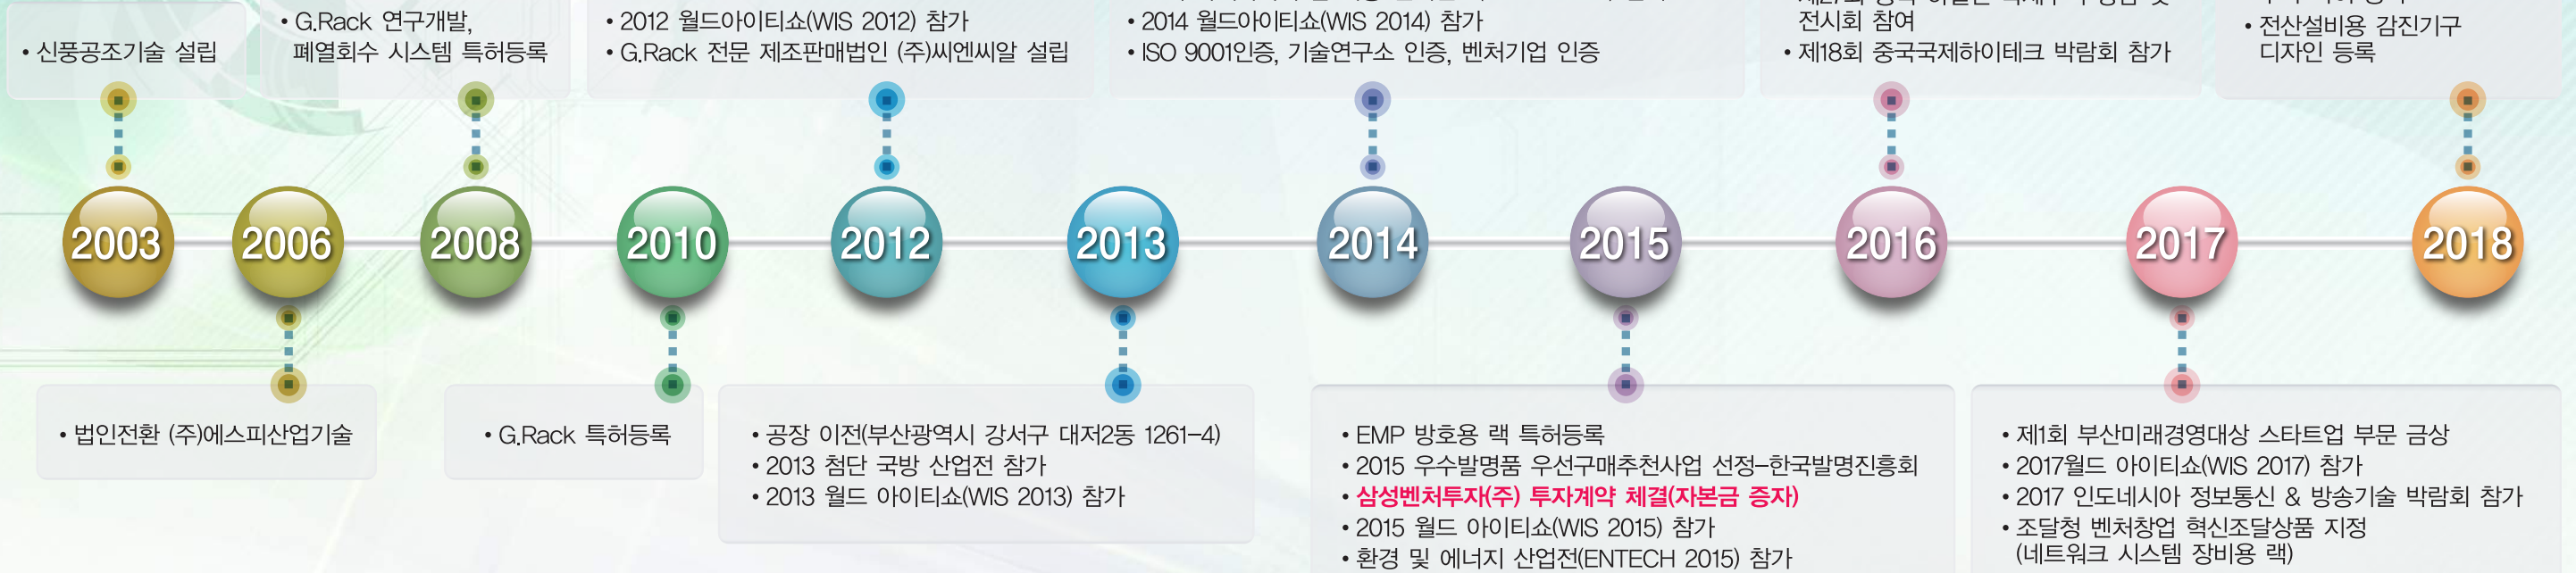 • 신풍공조기술 설립
• G.Rack 연구개발,
폐열회수 시스템 특허등록
• 2012 월드아이티쇼(WIS 2012) 참가
• G.Rack 전문 제조판매법인 (주)씨엔씨알 설립
• 2014 월드아이티쇼(WIS 2014) 참가
• ISO 9001인증, 기술연구소 인증, 벤처기업 인증
전시회 참여
• 제18회 중국국제하이테크 박람회 참가
• 전산설비용 감진기구
디자인 등록
2003
2006
2008
2010
2012
2013
2014
2015
2016
2017
2018
• 법인전환 (주)에스피산업기술
• G.Rack 특허등록
• 공장 이전(부산광역시 강서구 대저2동 1261-4)
• 2013 첨단 국방 산업전 참가
• 2013 월드 아이티쇼(WIS 2013) 참가
• EMP 방호용 랙 특허등록
• 2015 우수발명품 우선구매추천사업 선정-한국발명진흥회
• 삼성벤처투자(주) 투자계약 체결(자본금 증자)
• 2015 월드 아이티쇼(WIS 2015) 참가
• 환경 및 에너지 산업전(ENTECH 2015) 참가
• 제1회 부산미래경영대상 스타트업 부문 금상
• 2017월드 아이티쇼(WIS 2017) 참가
• 2017 인도네시아 정보통신 & 방송기술 박람회 참가
• 조달청 벤처창업 혁신조달상품 지정
(네트워크 시스템 장비용 랙)